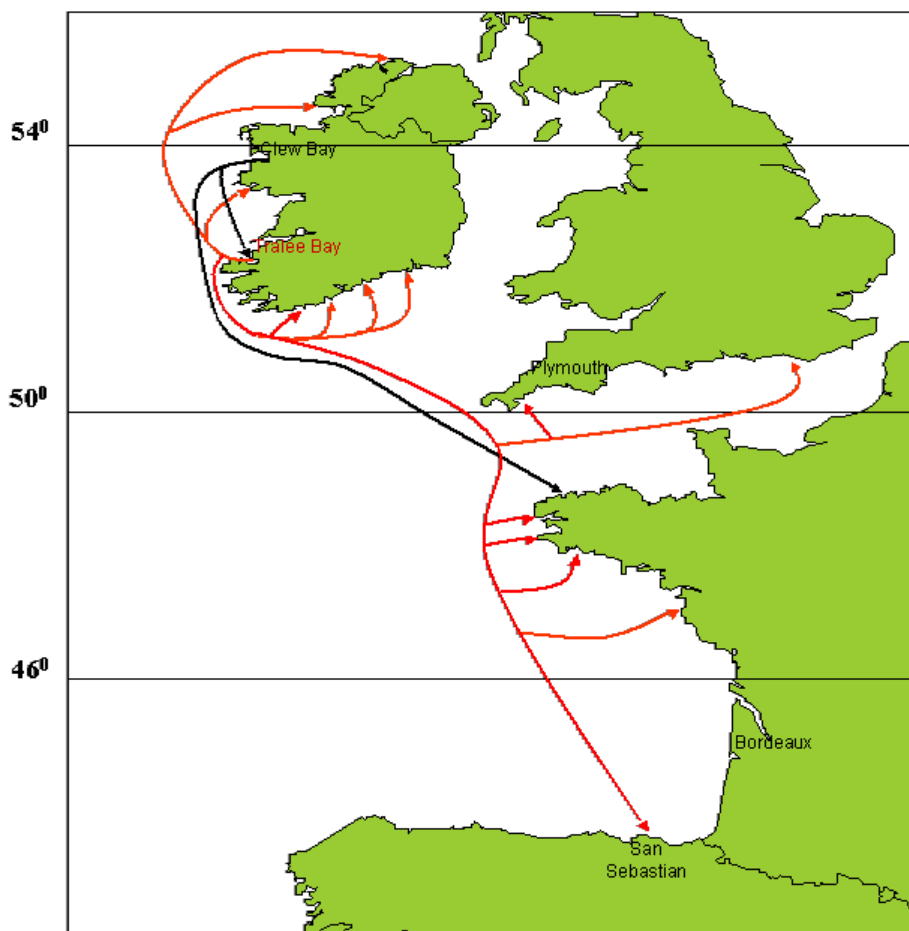 54⁰
Clew Bay
Tralee Bay
Plymouth
50⁰
46⁰
Bordeaux
San
Sebastian